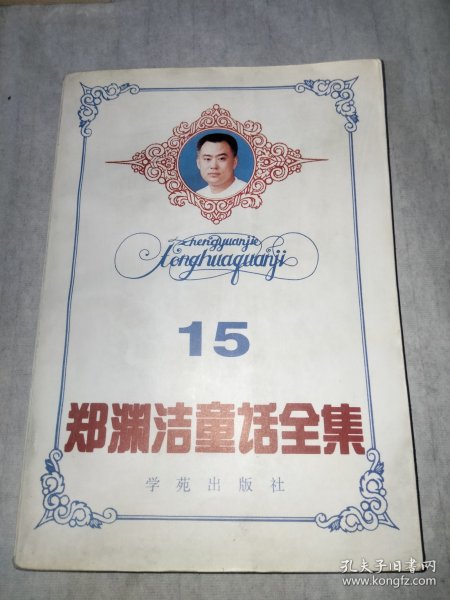 zhengyuanjie
tonghuaquanji
15
郑渊洁童话全集
学苑出版社
孔夫子旧书网
www.kongfz.com